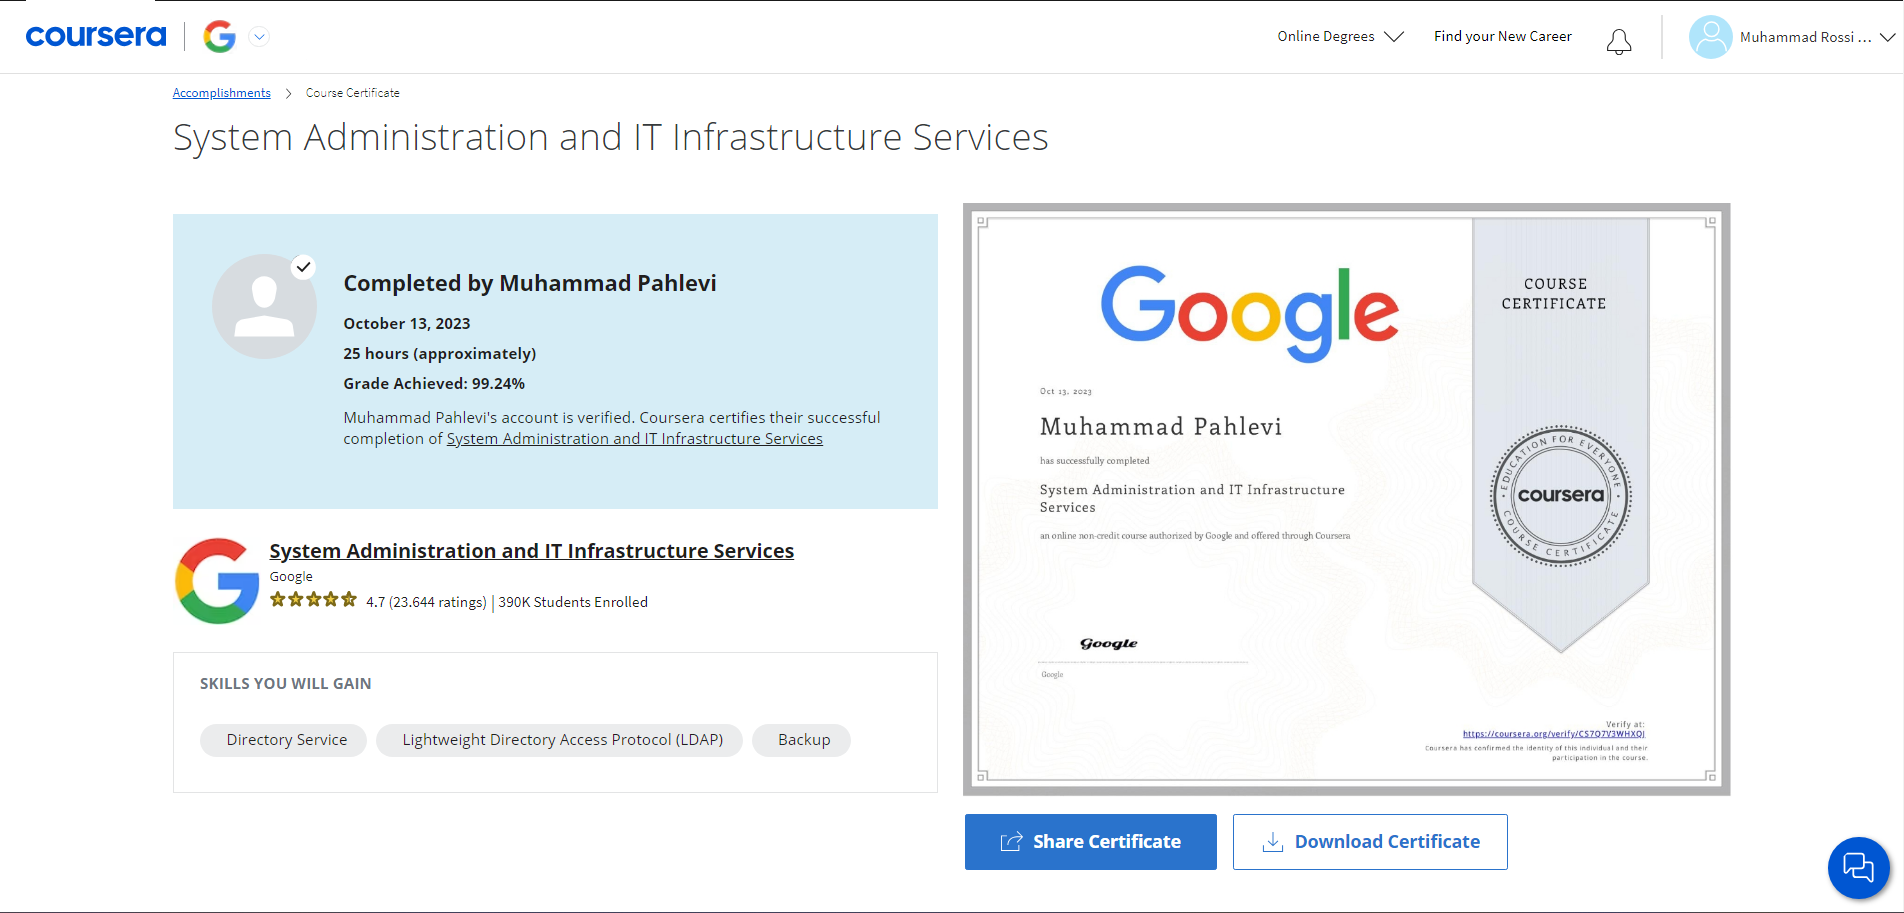 coursera
Online Degrees
Find your New Career
Muhammad Rossi ...
Accomplishments
Course Certificate
System Administration and IT Infrastructure Services
Completed by Muhammad Pahlevi
October 13, 2023
25 hours (approximately)
Grade Achieved: 99.24%
Muhammad Pahlevi's account is verified. Coursera certifies their successful
completion of System Administration and IT Infrastructure Services
System Administration and IT Infrastructure Services
Google
4.7 (23.644 ratings) | 390K Students Enrolled
SKILLS YOU WILL GAIN
Directory Service
Lightweight Directory Access Protocol (LDAP)
Backup
Google
COURSE
CERTIFICATE
Oct 13, 2023
Muhammad Pahlevi
has successfully completed
System Administration and IT Infrastructure
Services
an online non-credit course authorized by Google and offered through Coursera
EDUCATION FOR EVERYONE
coursera
COURSE CERTIFICATE
Google
Google
Verify at:
https://coursera.org/verify/CS7Q7V3WHXQJ
Coursera has confirmed the identity of this individual and their
participation in the course.
Share Certificate
Download Certificate